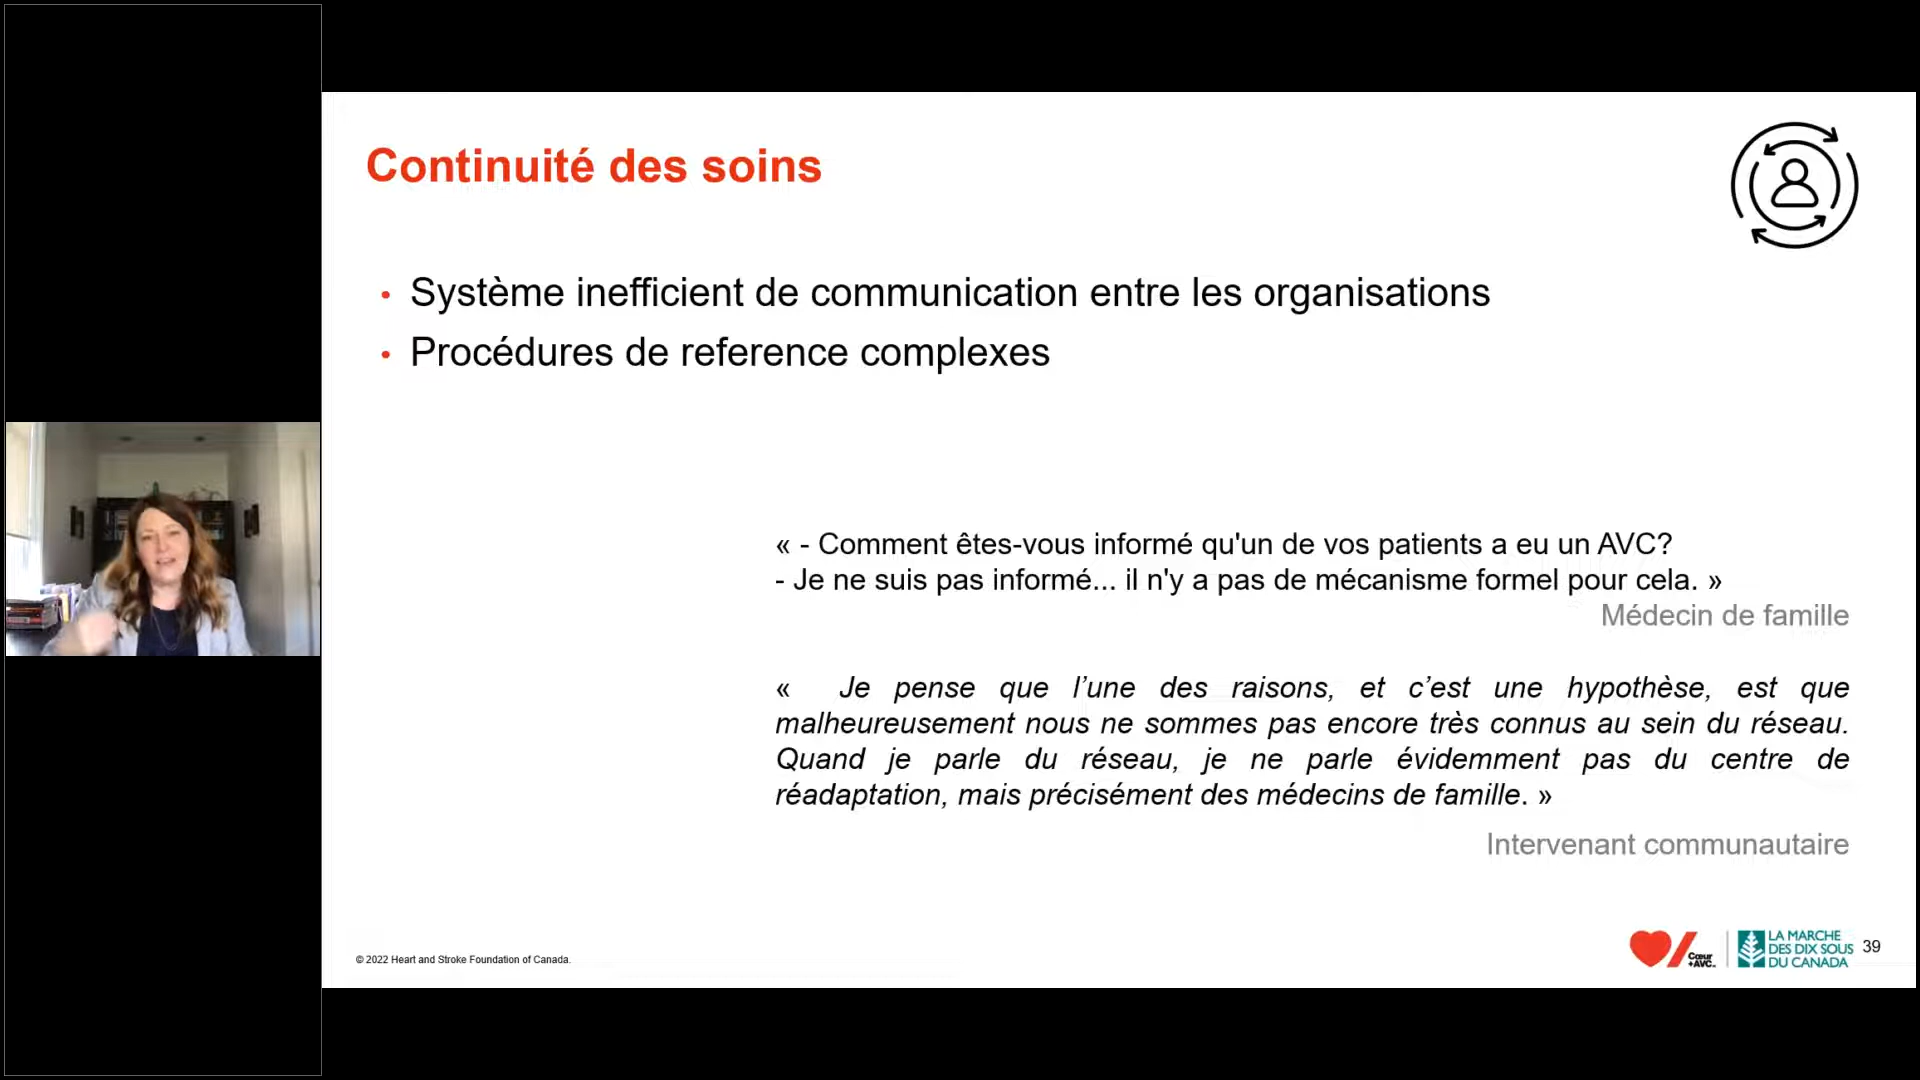 Continuité des soins
• Système inefficient de communication entre les organisations
• Procédures de reference complexes
« - Comment êtes-vous informé qu'un de vos patients a eu un AVC?
- Je ne suis pas informé... il n'y a pas de mécanisme formel pour cela. »
Médecin de famille
« Je pense que l’une des raisons, et c’est une hypothèse, est que
malheureusement nous ne sommes pas encore très connus au sein du réseau.
Quand je parle du réseau, je ne parle évidemment pas du centre de
réadaptation, mais précisément des médecins de famille. »
Intervenant communautaire
© 2022 Heart and Stroke Foundation of Canada.
Cœur
+AVC™
LA MARCHE
DES DIX SOUS
DU CANADA
39